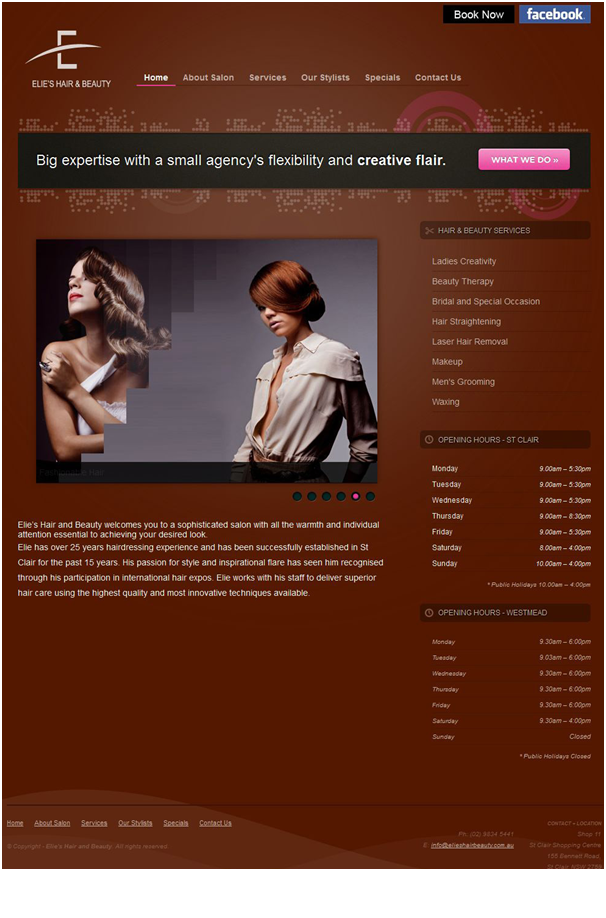 Book Now
facebook.
E
ELIE'S HAIR & BEAUTY
Home About Salon Services Our Stylists Specials Contact Us
Big expertise with a small agency's flexibility and creative flair.
WHAT WE DO »
HAIR & BEAUTY SERVICES
Ladies Creativity
Beauty Therapy
Bridal and Special Occasion
Hair Straightening
Laser Hair Removal
Makeup
Men's Grooming
Waxing
OPENING HOURS - ST CLAIR
Monday 9.00am – 5:30pm
Tuesday 9.00am – 5:30pm
Wednesday 9.00am – 5:30pm
Thursday 9.00am – 8:30pm
Friday 9.00am – 5:30pm
Saturday 8.00am – 4:00pm
Sunday 10.00am – 4:00pm
* Public Holidays 10.00am – 4:00pm
Elie's Hair and Beauty welcomes you to a sophisticated salon with all the warmth and individual
attention essential to achieving your desired look.
Elie has over 25 years hairdressing experience and has been successfully established in St
Clair for the past 15 years. His passion for style and inspirational flare has seen him recognised
through his participation in international hair expos. Elie works with his staff to deliver superior
hair care using the highest quality and most innovative techniques available.
OPENING HOURS - WESTMEAD
Monday 9.30am – 6:00pm
Tuesday 9.03am – 6:00pm
Wednesday 9.30am – 6:00pm
Thursday 9.30am – 6:00pm
Friday 9.30am – 6:00pm
Saturday 9.30am – 4:00pm
Sunday Closed
* Public Holidays Closed
Home About Salon Services Our Stylists Specials Contact Us
© Copyright - Elie's Hair and Beauty. All rights reserved.
Ph: (02) 9834 5441
E: info@elieshairbeauty.com.au
CONTACT + LOCATION
Shop 11
St Clair Shopping Centre
155 Bennett Road,
St Clair NSW 2759